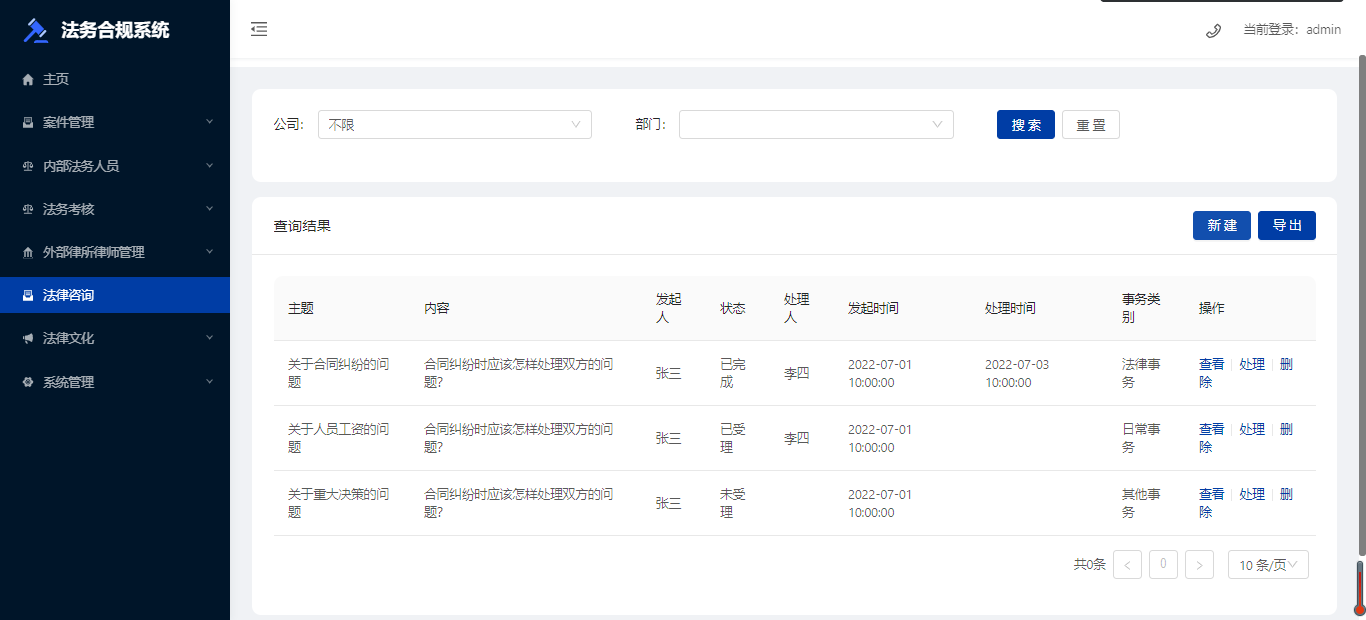 法务合规系统
当前登录：admin
主页
案件管理
内部法务人员
法务考核
外部律所律师管理
法律咨询
法律文化
系统管理
公司： 不限 部门： 搜 索 重 置
查询结果 新 建 导 出
主题 内容 发起人 状态 处理人 发起时间 处理时间 事务类别 操作
关于合同纠纷的问题 合同纠纷时应该怎样处理双方的问题? 张三 已完成 李四 2022-07-01 10:00:00 2022-07-03 10:00:00 法律事务 查看 处理 删除
关于人员工资的问题 合同纠纷时应该怎样处理双方的问题? 张三 已受理 李四 2022-07-01 10:00:00 日常事务 查看 处理 删除
关于重大决策的问题 合同纠纷时应该怎样处理双方的问题? 张三 未受理 2022-07-01 10:00:00 其他事务 查看 处理 删除
共0条 < 0 > 10 条/页